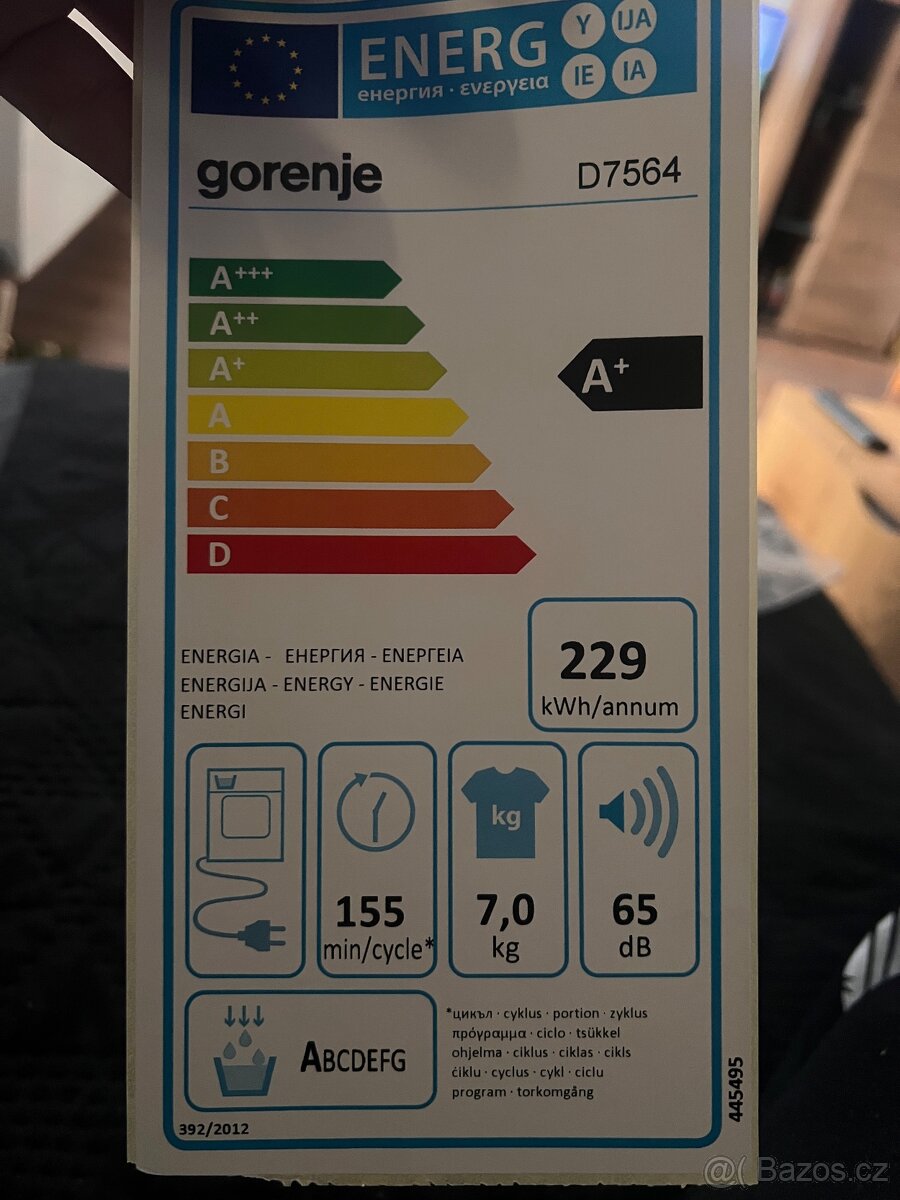 ENERG Y IJA IE IA
енергия · ενεργεια
gorenje D7564
A+++
A++
A+
A
B
C
D
A+
ENERGIA - ЕНЕРГИЯ - ΕΝΕΡΓΕΙΑ
ENERGIJA - ENERGY - ENERGIE
ENERGI
229
kWh/annum
155
min/cycle*
kg
7,0
kg
65
dB
ABCDEFG
*цикъл · cyklus · portion · zyklus
πρόγραμμα · ciclo · tsükkel
ohjelma · ciklus · ciklas · cikls
ċiklu · cyclus · cykl · ciclu
program · torkomgång
392/2012
445495
@( Bazos.cz